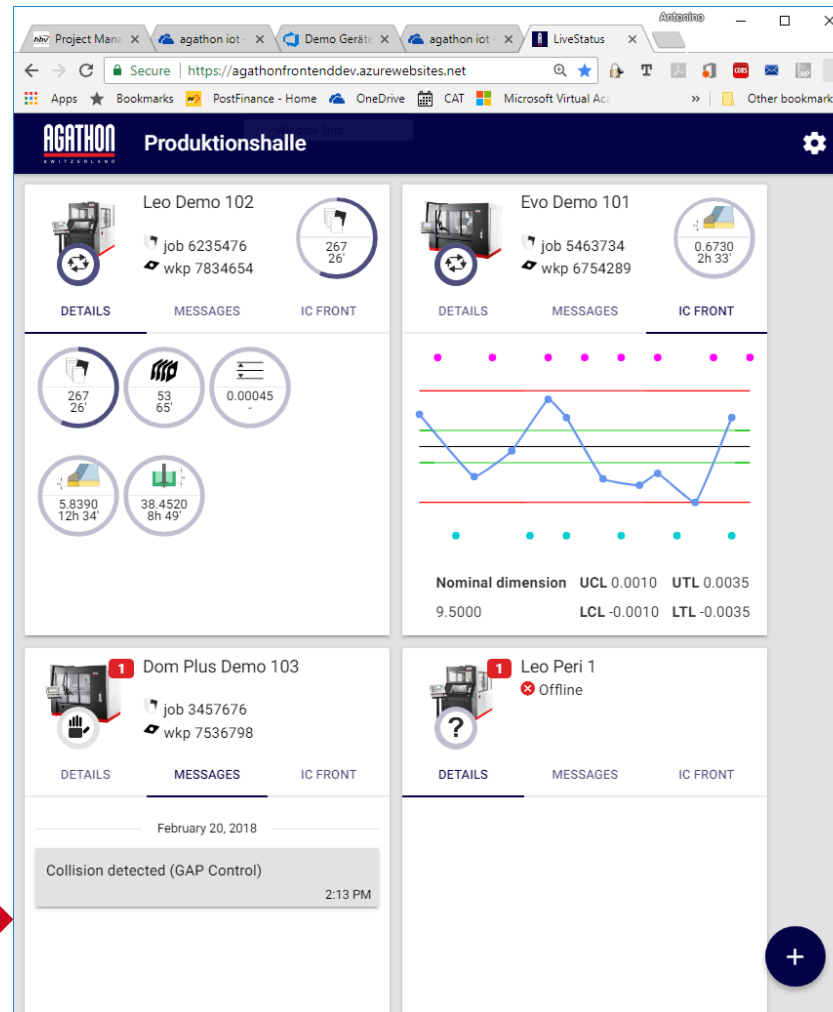 Antonino
hbv Project Mana
agathon iot -
Demo Geräte
agathon iot -
LiveStatus
Secure | https://agathonfrontenddev.azurewebsites.net
CORS
RP
Apps
Bookmarks
PostFinance - Home
OneDrive
CAT
Microsoft Virtual Aca
»
Other bookmark
Window Snip
AGATHON
SWITZERLAND
Produktionshalle
Leo Demo 102
job 6235476
wkp 7834654
267
26'
DETAILS
MESSAGES
IC FRONT
267
26'
53
65'
0.00045
-
5.8390
12h 34'
38.4520
8h 49'
Evo Demo 101
job 5463734
wkp 6754289
0.6730
2h 33'
DETAILS
MESSAGES
IC FRONT
Nominal dimension UCL 0.0010 UTL 0.0035
9.5000 LCL -0.0010 LTL -0.0035
1
Dom Plus Demo 103
job 3457676
wkp 7536798
DETAILS
MESSAGES
IC FRONT
February 20, 2018
Collision detected (GAP Control)
2:13 PM
1
Leo Peri 1
Offline
?
DETAILS
MESSAGES
IC FRONT
+